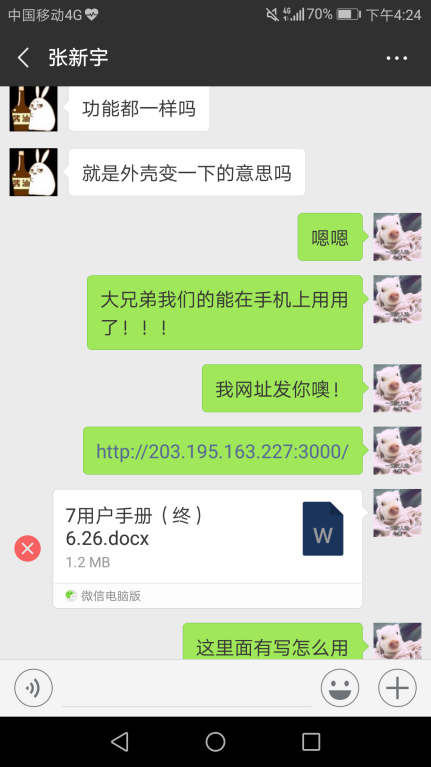 中国移动4G
4G
70%
下午4:24
张新宇
功能都一样吗
就是外壳变一下的意思吗
嗯嗯
大兄弟我们的能在手机上用用
了！！！
我网址发你噢！
http://203.195.163.227:3000/
7用户手册（终）
6.26.docx
W
1.2 MB
微信电脑版
这里面有写怎么用